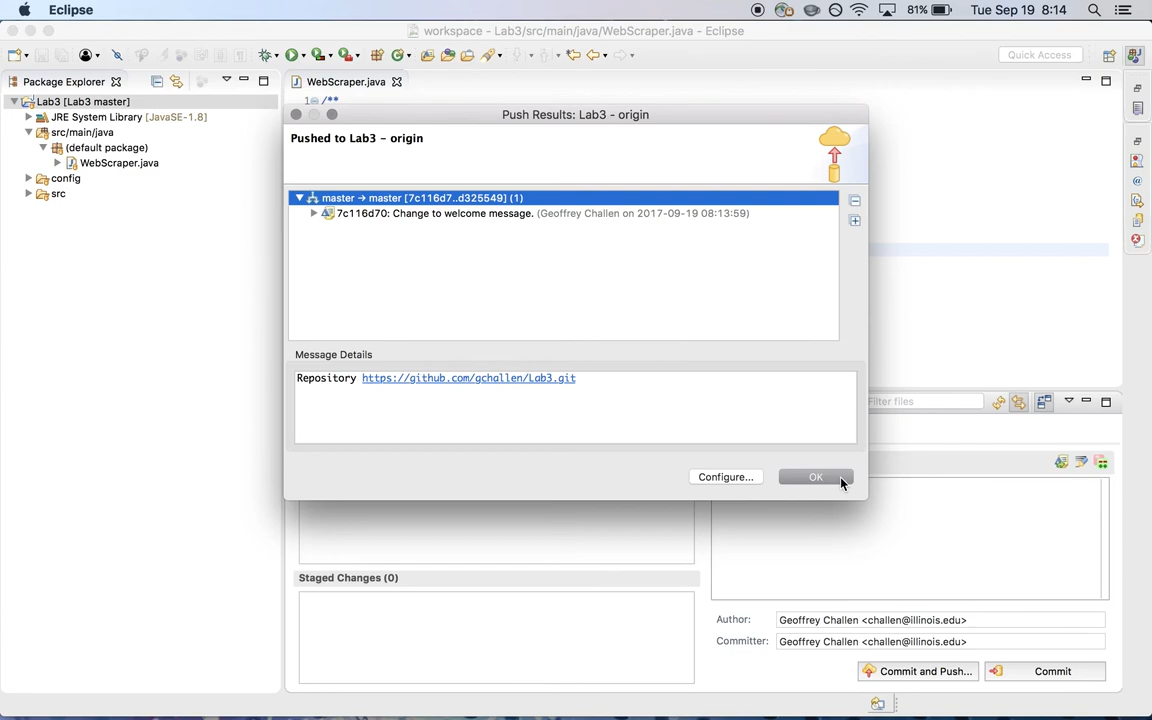 Eclipse
81%
Tue Sep 19 8:14
workspace - Lab3/src/main/java/WebScraper.java - Eclipse
Quick Access
Package Explorer
WebScraper.java
Lab3 [Lab3 master]
JRE System Library [JavaSE-1.8]
src/main/java
(default package)
WebScraper.java
config
src
1 /**
Push Results: Lab3 - origin
Pushed to Lab3 - origin
master → master [7c116d7..d325549] (1)
7c116d70: Change to welcome message. (Geoffrey Challen on 2017-09-19 08:13:59)
Message Details
Repository https://github.com/gchallen/Lab3.git
Configure...
OK
Filter files
Staged Changes (0)
Author: Geoffrey Challen <challen@illinois.edu>
Committer: Geoffrey Challen <challen@illinois.edu>
Commit and Push...
Commit